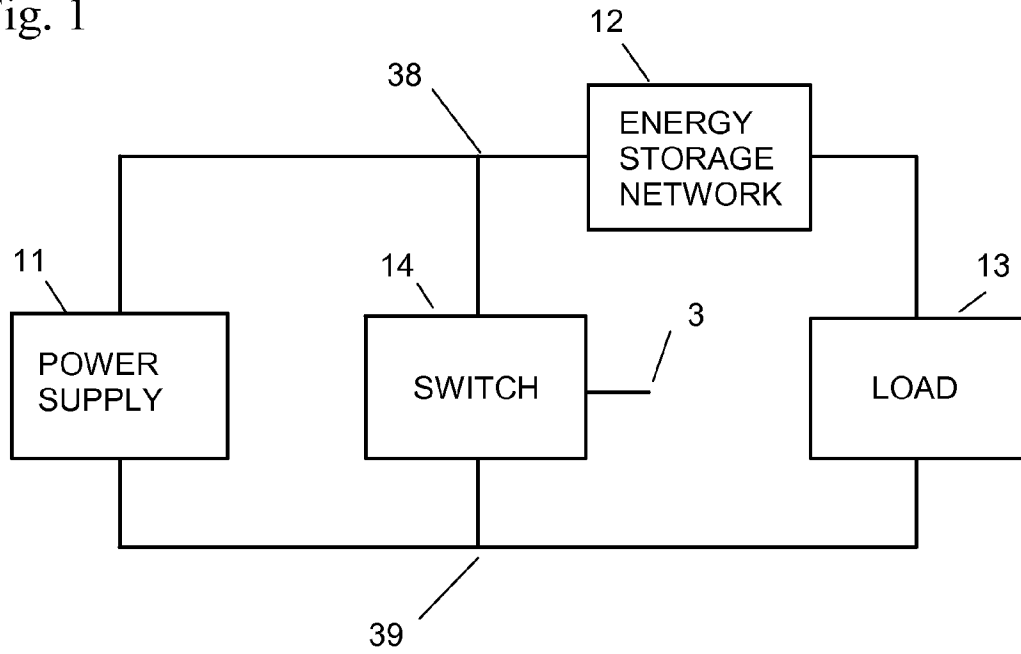 Fig. 1
12
38
ENERGY
STORAGE
NETWORK
11
14
13
3
POWER
SUPPLY
SWITCH
LOAD
39